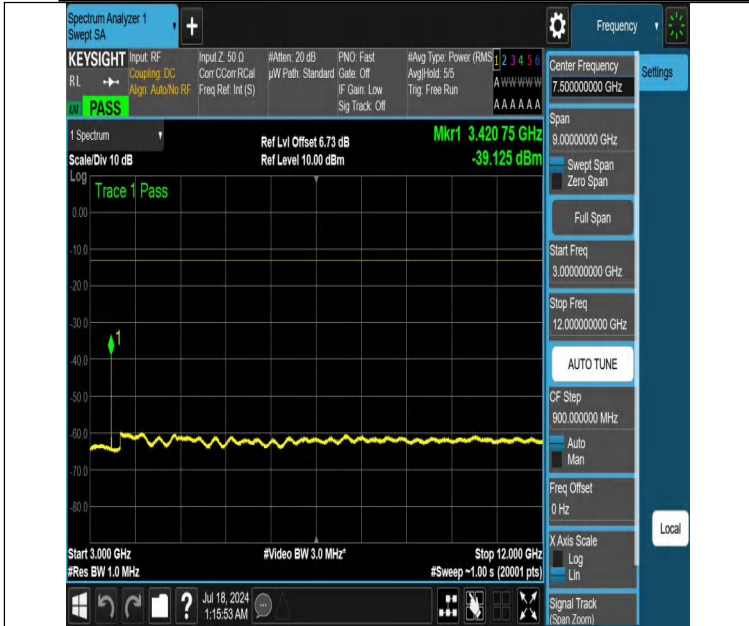 Spectrum Analyzer 1
Swept SA
+
Frequency
KEYSIGHT
RL
PASS
Input: RF
Coupling: DC
Align: Auto/No RF
Input Z: 50 Ω
Corr CCorr RCal
Freq Ref: Int (S)
#Atten: 20 dB
µW Path: Standard
PNO: Fast
Gate: Off
IF Gain: Low
Sig Track: Off
#Avg Type: Power (RMS
Avg|Hold: 5/5
Trig: Free Run
1 2 3 4 5 6
A W W W W W
A A A A A A
1 Spectrum
Scale/Div 10 dB
Log
Ref Lvl Offset 6.73 dB
Ref Level 10.00 dBm
Mkr1 3.420 75 GHz
-39.125 dBm
Trace 1 Pass
1
0.00
-10.0
-20.0
-30.0
-40.0
-50.0
-60.0
-70.0
-80.0
Start 3.000 GHz
#Res BW 1.0 MHz
#Video BW 3.0 MHz*
Stop 12.000 GHz
#Sweep ~1.00 s (20001 pts)
?
Jul 18, 2024
1:15:53 AM
Center Frequency
7.500000000 GHz
Settings
Span
9.00000000 GHz
Swept Span
Zero Span
Full Span
Start Freq
3.000000000 GHz
Stop Freq
12.000000000 GHz
AUTO TUNE
CF Step
900.000000 MHz
Auto
Man
Freq Offset
0 Hz
X Axis Scale
Log
Lin
Local
Signal Track
(Span Zoom)